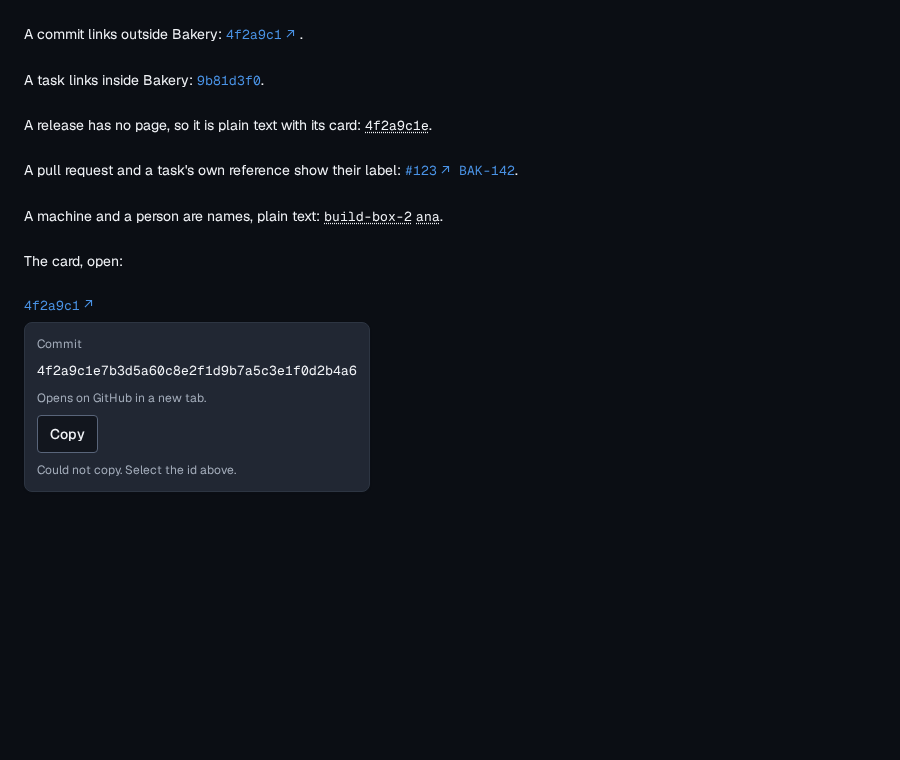 A commit links outside Bakery: 4f2a9c1 ↗ .
A task links inside Bakery: 9b81d3f0.
A release has no page, so it is plain text with its card: 4f2a9c1e.
A pull request and a task's own reference show their label: #123 ↗ BAK-142.
A machine and a person are names, plain text: build-box-2 ana.
The card, open:
4f2a9c1 ↗
Commit
4f2a9c1e7b3d5a60c8e2f1d9b7a5c3e1f0d2b4a6
Opens on GitHub in a new tab.
Copy
Could not copy. Select the id above.